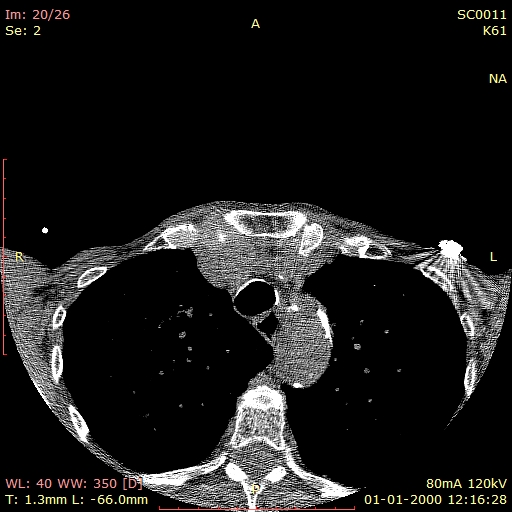 Im: 20/26
Se: 2
A
SC0011
K61
NA
R
L
WL: 40 WW: 350 [D]
T: 1.3mm L: -66.0mm
80mA 120kV
01-01-2000 12:16:28